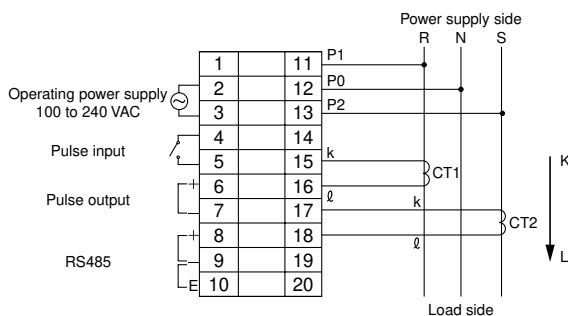 Power supply side
R N S
1 11 P1
2 12 P0
Operating power supply
100 to 240 VAC
3 13 P2
4 14
Pulse input
5 15 k
CT1 K
6 + 16 ℓ
Pulse output
7 − 17 k
CT2
8 + 18 ℓ
RS485
9 − 19
L
10 E 20
Load side